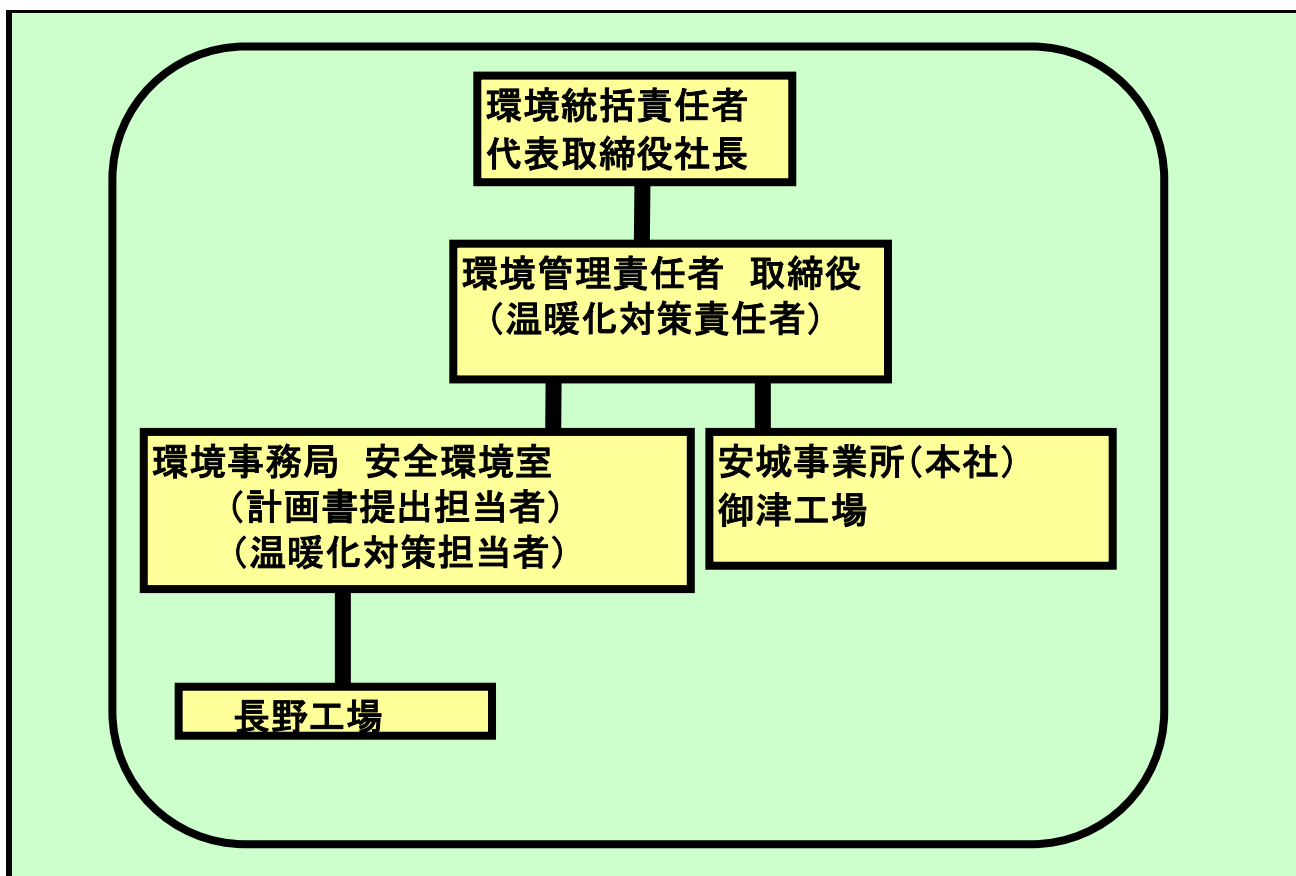 環境統括責任者
代表取締役社長
環境管理責任者　取締役
（温暖化対策責任者）
環境事務局　安全環境室
（計画書提出担当者）
（温暖化対策担当者）
安城事業所（本社）
御津工場
長野工場